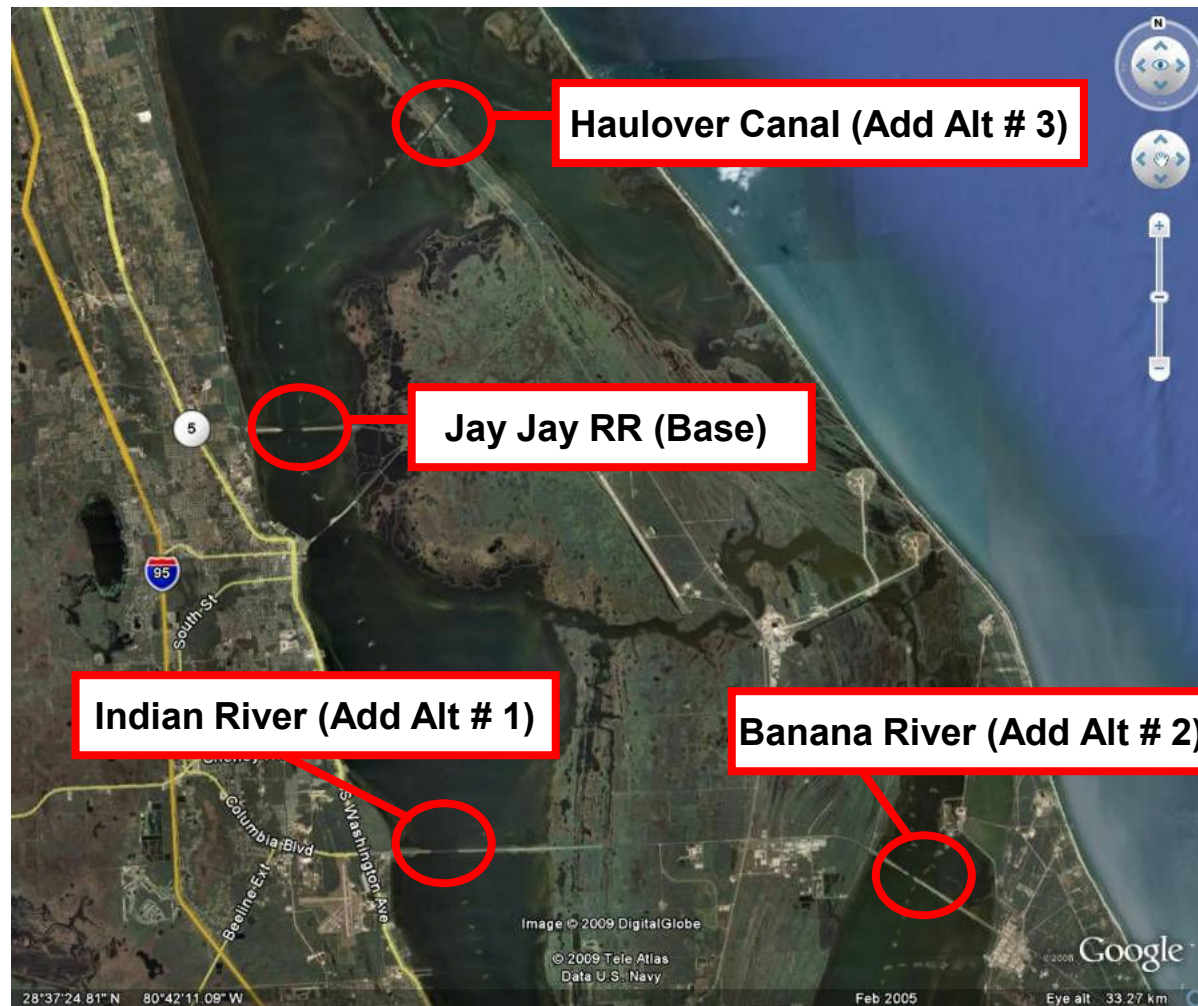 N
Haulover Canal (Add Alt # 3)
Jay Jay RR (Base)
5
95
South St
Indian River (Add Alt # 1)
Banana River (Add Alt # 2)
S Washington Ave
Columbia Blvd
Beeline Ext
Image © 2009 DigitalGlobe
© 2009 Tele Atlas
Data U.S. Navy
© 2008 Google
28°37'24.81" N 80°42'11.09" W
Feb 2005
Eye alt 33.27 km